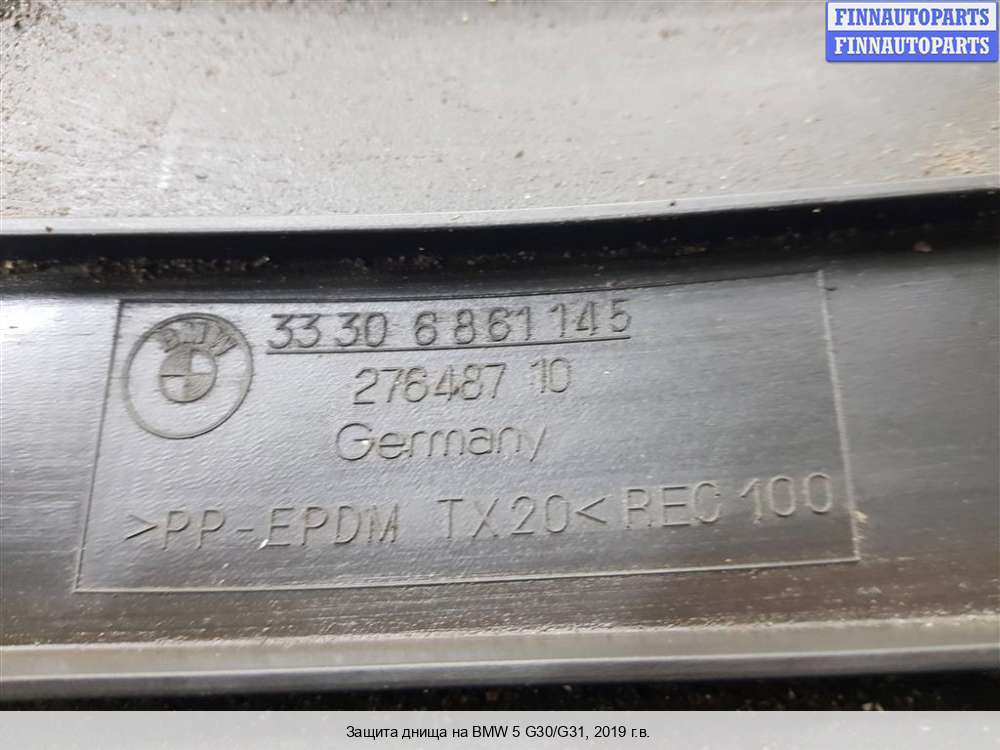 FINNAUTOPARTS
FINNAUTOPARTS
BMW
33 30 6 861 145
276487 10
Germany
>PP-EPDM TX20< REC 100
Защита днища на BMW 5 G30/G31, 2019 г.в.